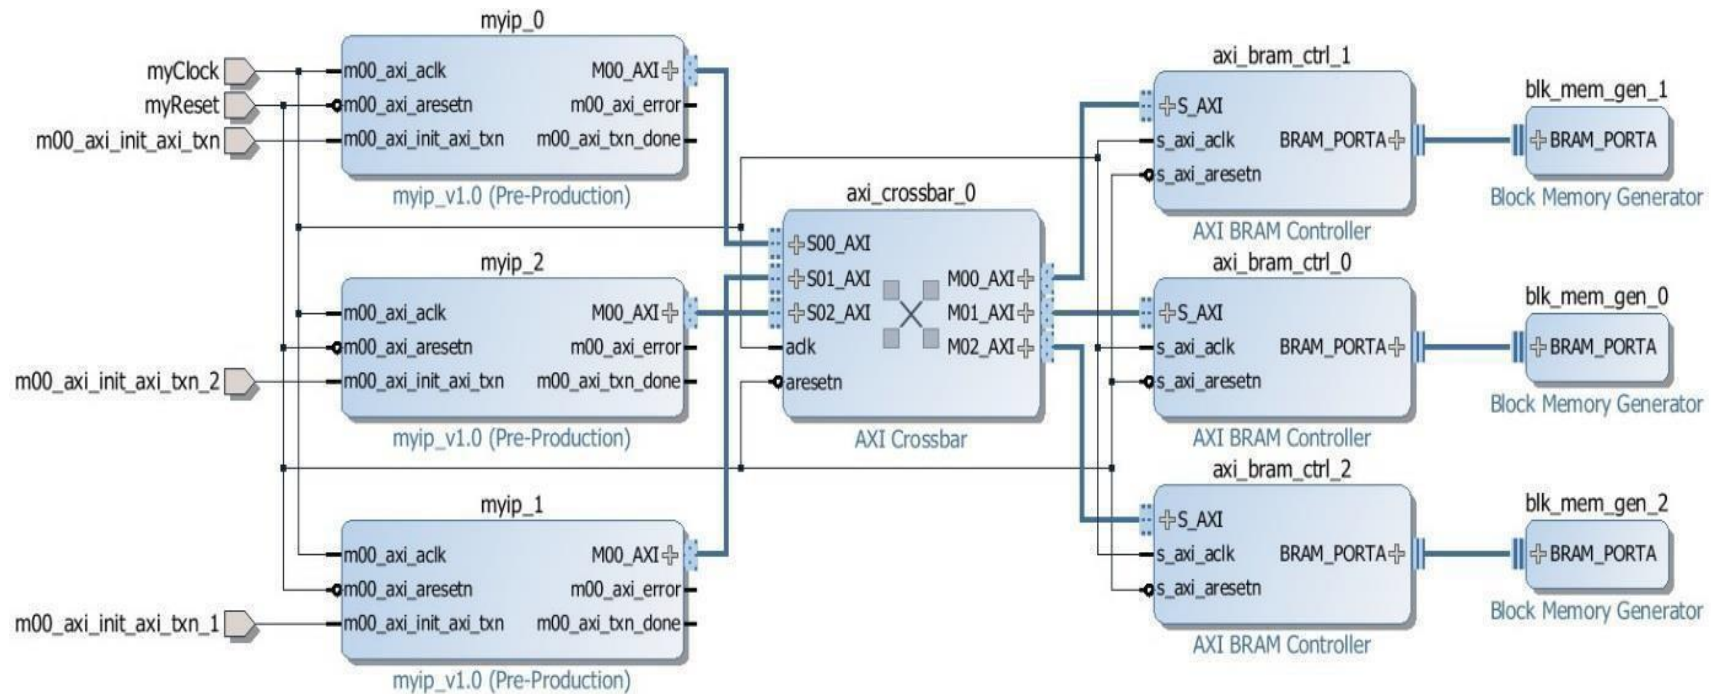 myClock
myReset
m00_axi_init_axi_txn
m00_axi_init_axi_txn_2
m00_axi_init_axi_txn_1
myip_0
m00_axi_aclk
M00_AXI
m00_axi_aresetn
m00_axi_error
m00_axi_init_axi_txn
m00_axi_txn_done
myip_v1.0 (Pre-Production)
myip_2
m00_axi_aclk
M00_AXI
m00_axi_aresetn
m00_axi_error
m00_axi_init_axi_txn
m00_axi_txn_done
myip_v1.0 (Pre-Production)
myip_1
m00_axi_aclk
M00_AXI
m00_axi_aresetn
m00_axi_error
m00_axi_init_axi_txn
m00_axi_txn_done
myip_v1.0 (Pre-Production)
axi_crossbar_0
S00_AXI
S01_AXI
M00_AXI
S02_AXI
M01_AXI
aclk
M02_AXI
aresetn
AXI Crossbar
axi_bram_ctrl_1
S_AXI
s_axi_aclk
BRAM_PORTA
s_axi_aresetn
AXI BRAM Controller
axi_bram_ctrl_0
S_AXI
s_axi_aclk
BRAM_PORTA
s_axi_aresetn
AXI BRAM Controller
axi_bram_ctrl_2
S_AXI
s_axi_aclk
BRAM_PORTA
s_axi_aresetn
AXI BRAM Controller
blk_mem_gen_1
BRAM_PORTA
Block Memory Generator
blk_mem_gen_0
BRAM_PORTA
Block Memory Generator
blk_mem_gen_2
BRAM_PORTA
Block Memory Generator